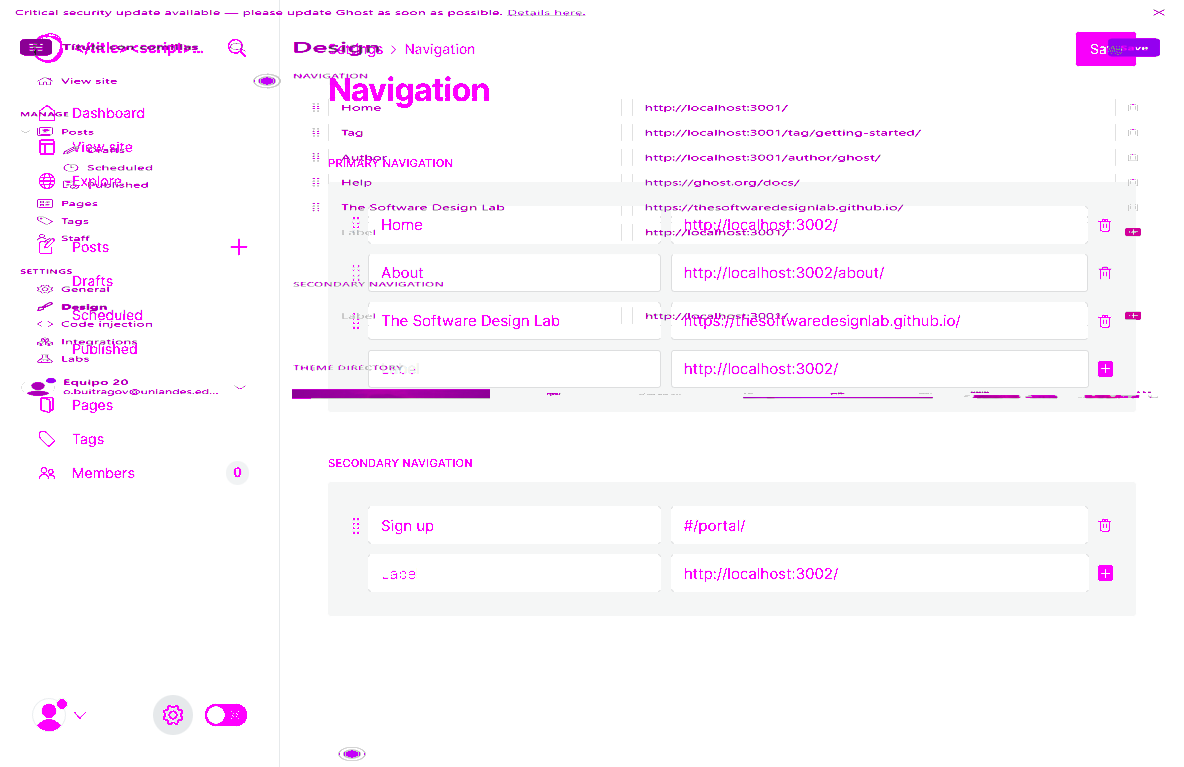 Critical security update available — please update Ghost as soon as possible. Details here.
Design
Settings > Navigation
View site
NAVIGATION
Navigation
Home
http://localhost:3001/
MANAGE
Dashboard
Posts
Tag
http://localhost:3001/tag/getting-started/
View site
Drafts
Author
http://localhost:3001/author/ghost/
PRIMARY NAVIGATION
Scheduled
Explore
Published
Help
https://ghost.org/docs/
Pages
The Software Design Lab
https://thesoftwaredesignlab.github.io/
Tags
Home
http://localhost:3002/
Label
http://localhost:3001/
Staff
Posts
SETTINGS
About
http://localhost:3002/about/
Drafts
SECONDARY NAVIGATION
General
Design
Scheduled
Label
http://localhost:3001/
The Software Design Lab
https://thesoftwaredesignlab.github.io/
Code injection
Integrations
Published
Labs
THEME DIRECTORY
http://localhost:3002/
Equipo 20
o.buitragov@uniandes.ed...
Pages
Tags
SECONDARY NAVIGATION
Members
0
Sign up
#/portal/
http://localhost:3002/